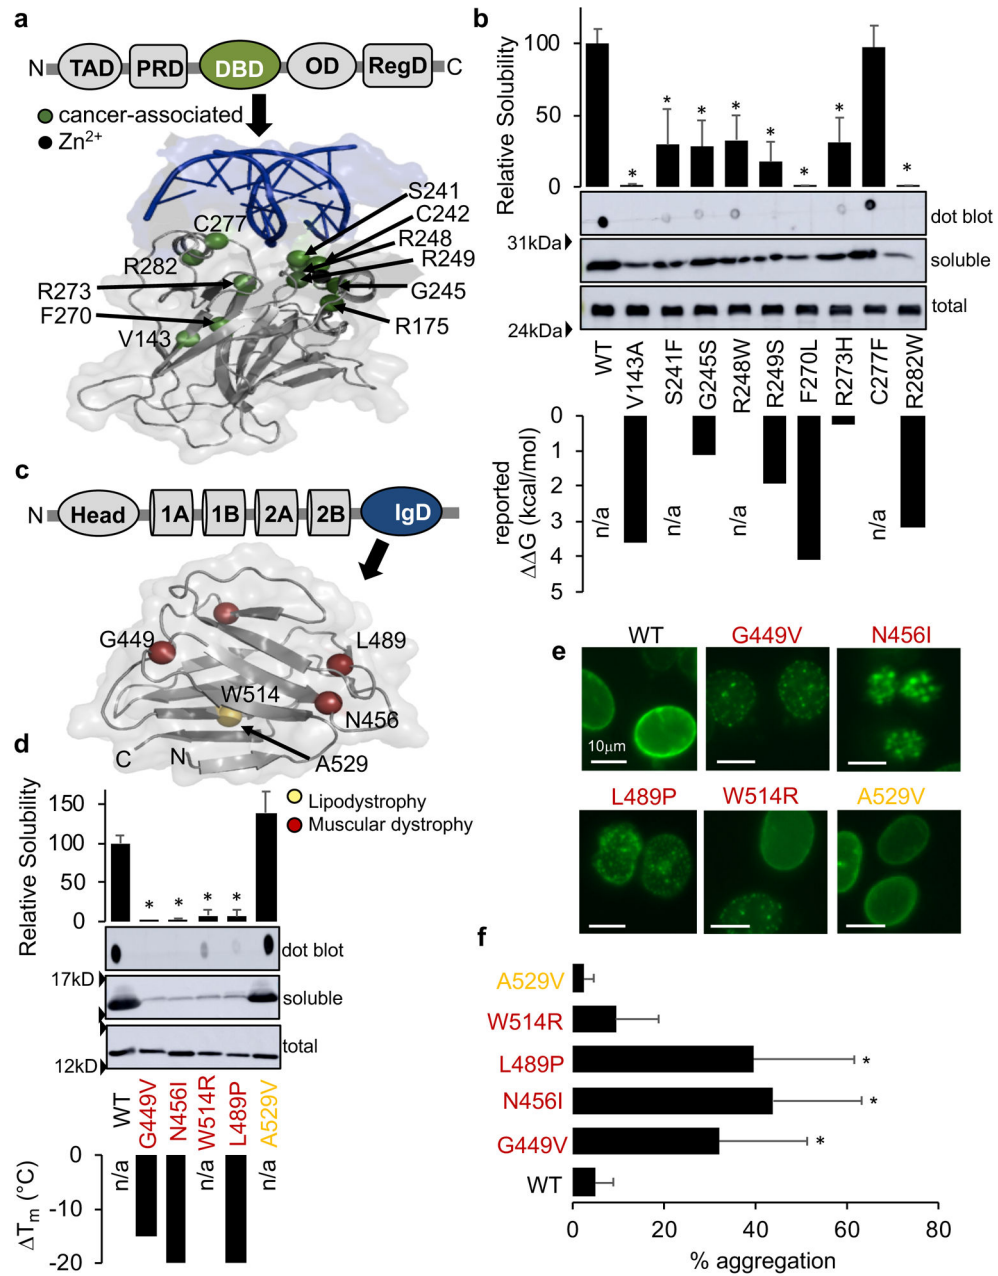 a
N TAD PRD DBD OD RegD C
cancer-associated
Zn2+
S241
C242
C277
R248
R282
R249
R273
G245
F270
R175
V143
b
Relative Solubility
100
50
0
* * * * * * * *
dot blot
31kDa
soluble
total
24kDa
WT V143A S241F G245S R248W R249S F270L R273H C277F R282W
reported
ΔΔG (kcal/mol)
0
1
2
3
4
5
n/a n/a n/a n/a
c
N Head 1A 1B 2A 2B IgD
G449
L489
W514
N456
C N
A529
Lipodystrophy
Muscular dystrophy
d
Relative Solubility
150
100
50
0
* * * *
dot blot
17kD
soluble
total
12kD
WT G449V N456I W514R L489P A529V
ΔTm (°C)
0
-10
-20
n/a n/a n/a
e
WT G449V N456I
10μm
L489P W514R A529V
f
A529V
W514R
L489P *
N456I *
G449V *
WT
0 20 40 60 80
% aggregation